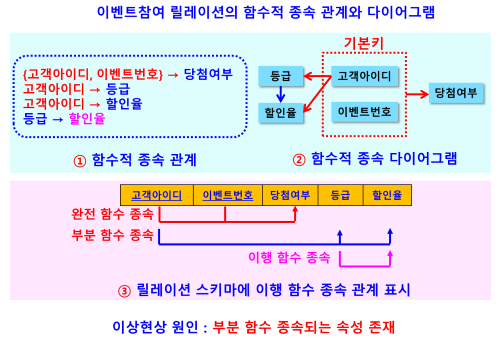 이벤트참여 릴레이션의 함수적 종속 관계와 다이어그램
기본키
{고객아이디, 이벤트번호} → 당첨여부
고객아이디 → 등급
고객아이디 → 할인율
등급 → 할인율
등급
고객아이디
당첨여부
할인율
이벤트번호
① 함수적 종속 관계
② 함수적 종속 다이어그램
고객아이디 이벤트번호 당첨여부 등급 할인율
완전 함수 종속
부분 함수 종속
이행 함수 종속
③ 릴레이션 스키마에 이행 함수 종속 관계 표시
이상현상 원인 : 부분 함수 종속되는 속성 존재